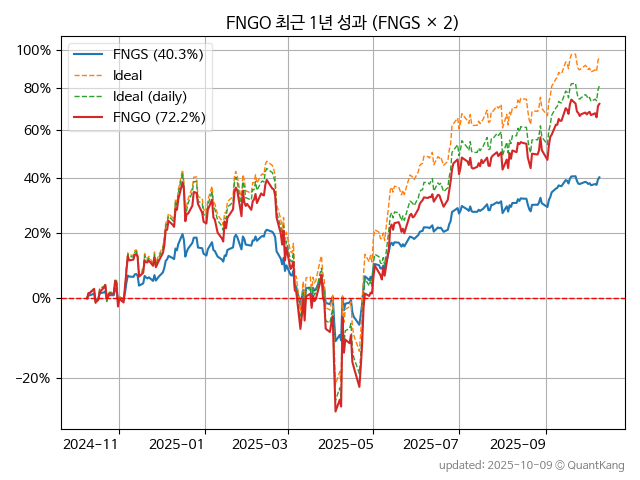 FNGO 최근 1년 성과 (FNGS × 2)
100%
80%
60%
40%
20%
0%
−20%
FNGS (40.3%)
Ideal
Ideal (daily)
FNGO (72.2%)
2024-11
2025-01
2025-03
2025-05
2025-07
2025-09
updated: 2025-10-09 © QuantKang